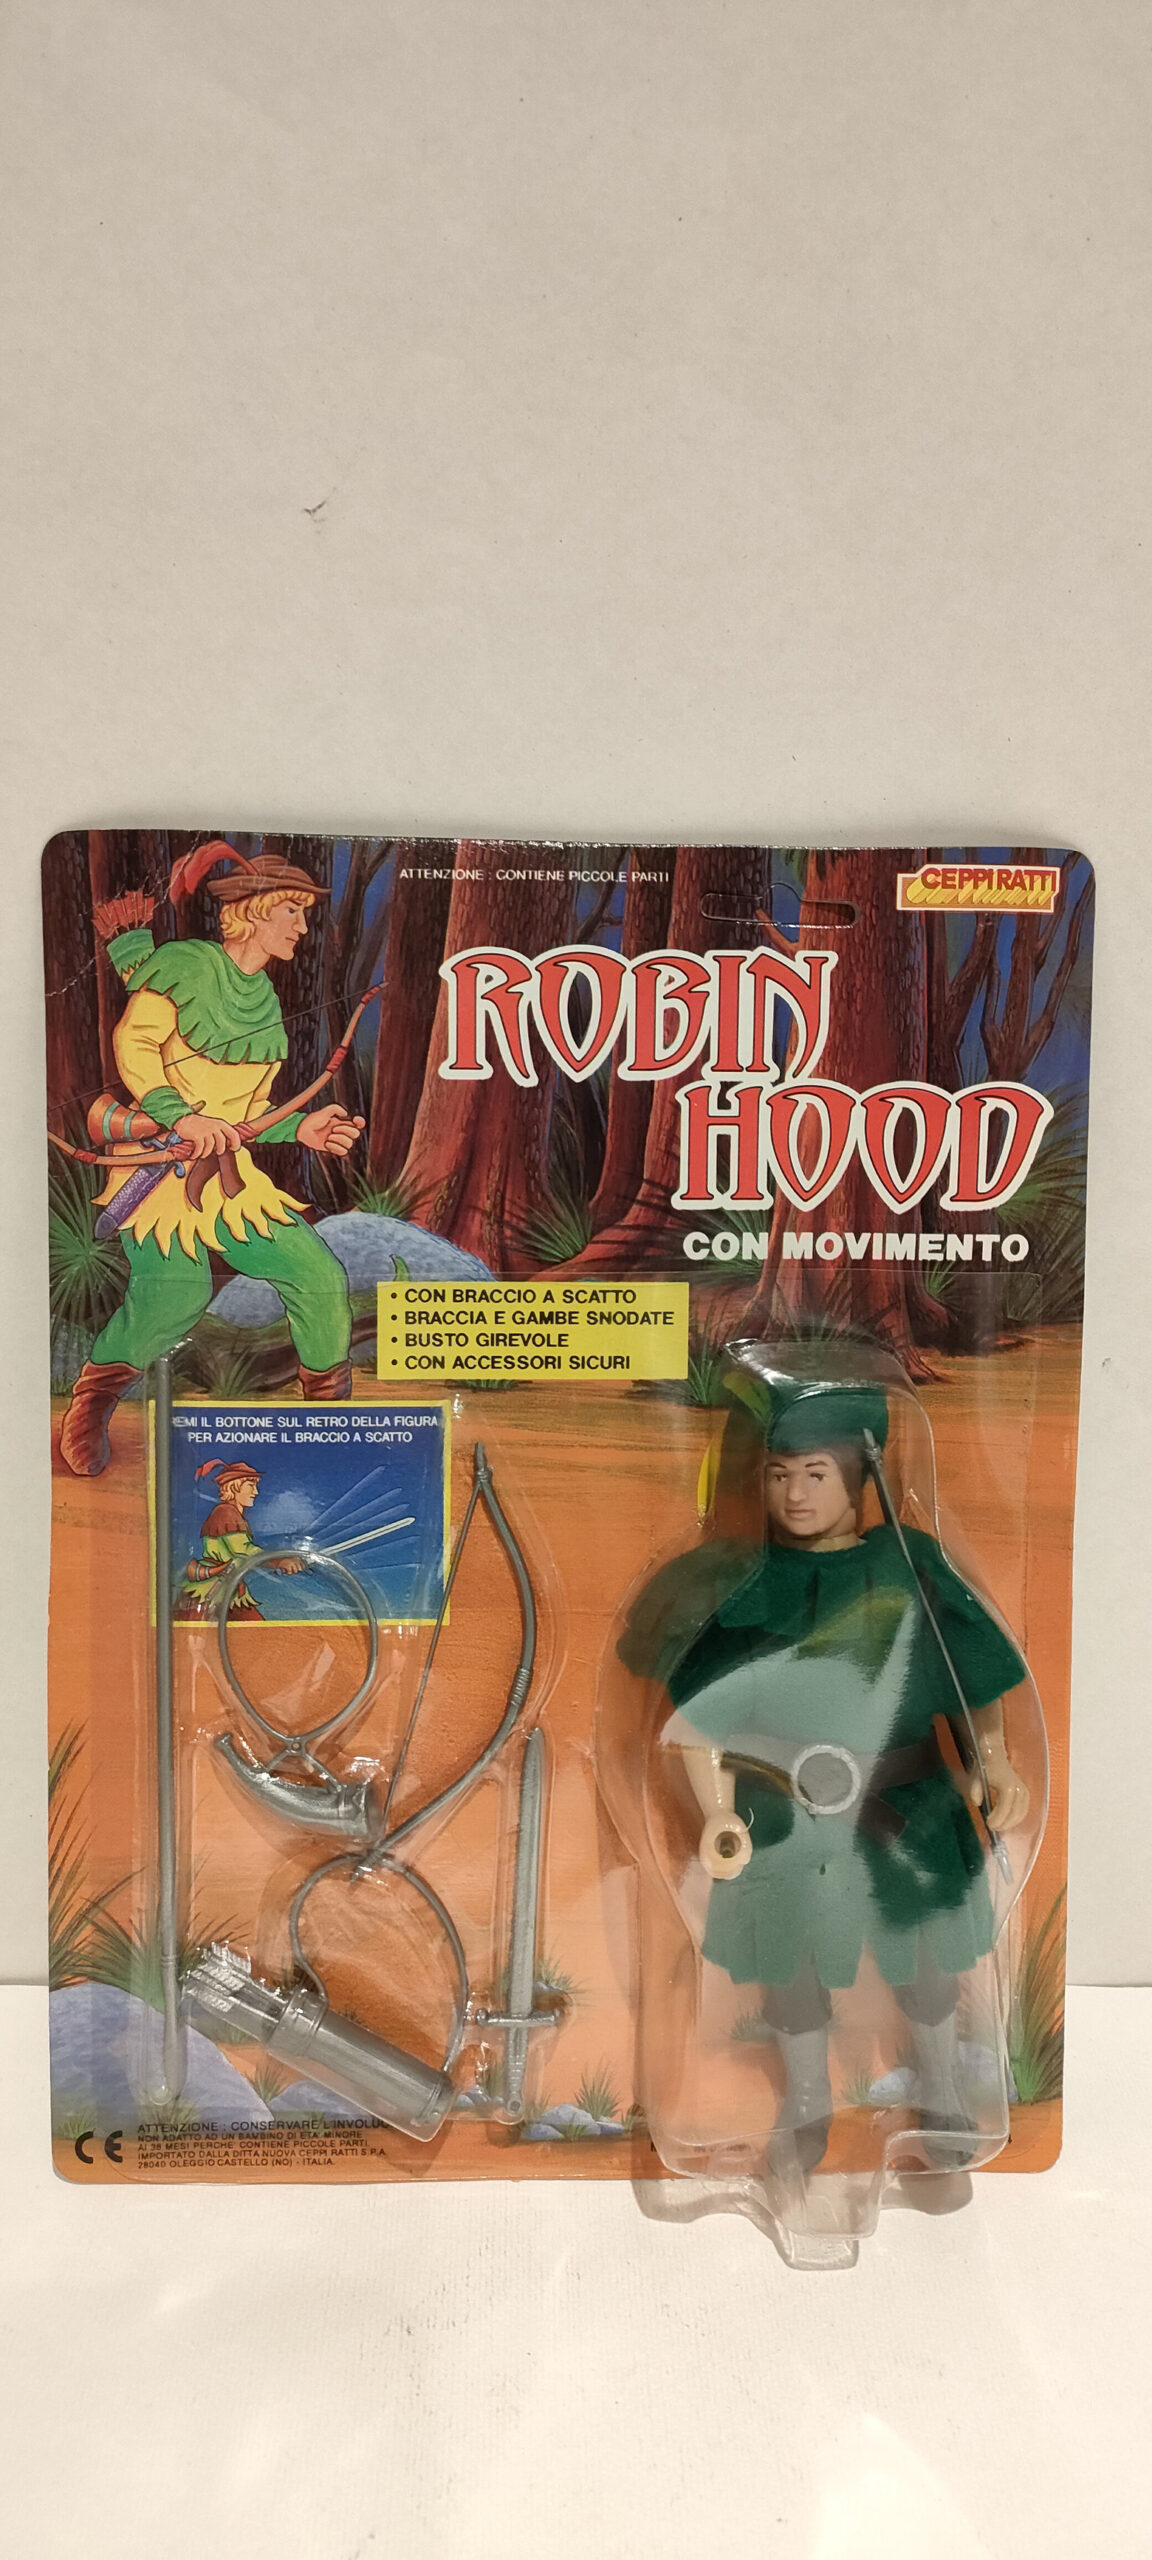 ATTENZIONE : CONTIENE PICCOLE PARTI
CEPPI RATTI
ROBIN
HOOD
CON MOVIMENTO
• CON BRACCIO A SCATTO
• BRACCIA E GAMBE SNODATE
• BUSTO GIREVOLE
• CON ACCESSORI SICURI
REMI IL BOTTONE SUL RETRO DELLA FIGURA
PER AZIONARE IL BRACCIO A SCATTO
CE
ATTENZIONE : CONSERVARE L'INVOLUC
NON ADATTO AD UN BAMBINO DI ETA' MINORE
AI 36 MESI PERCHE' CONTIENE PICCOLE PARTI.
IMPORTATO DALLA DITTA NUOVA CEPPI RATTI S.P.A.
28040 OLEGGIO CASTELLO (NO) - ITALIA.